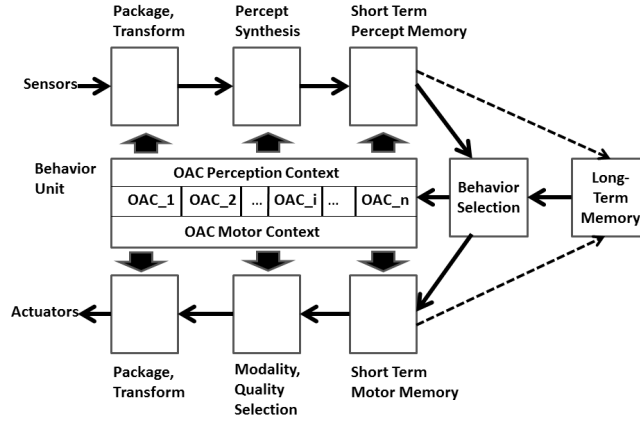 Package,
Transform
Percept
Synthesis
Short Term
Percept Memory
Sensors
Behavior
Unit
OAC Perception Context
OAC_1 OAC_2 ... OAC_i ... OAC_n
OAC Motor Context
Behavior
Selection
Long-
Term
Memory
Actuators
Package,
Transform
Modality,
Quality
Selection
Short Term
Motor Memory